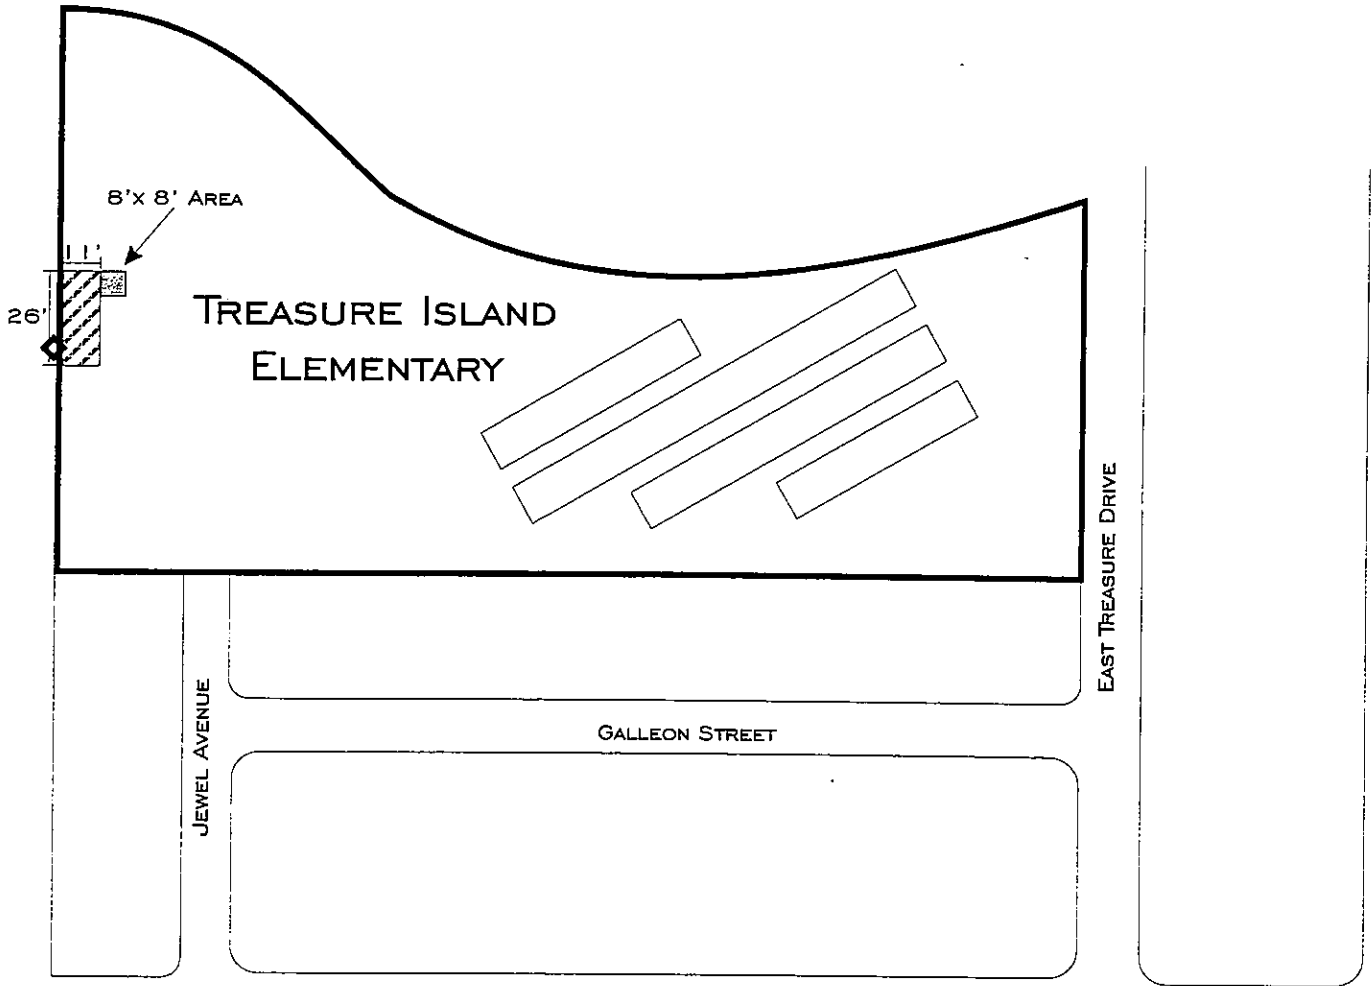 8'x 8' Area
11'
26'
Treasure Island
Elementary
East Treasure Drive
Jewel Avenue
Galleon Street